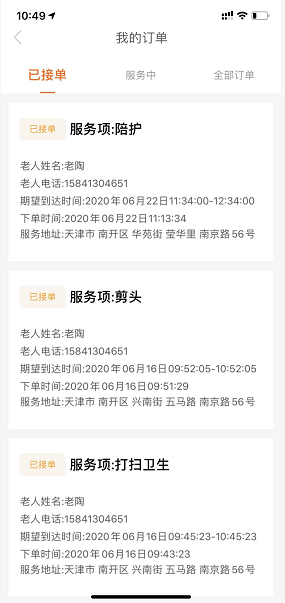 10:49
我的订单
已接单 服务中 全部订单
已接单 服务项:陪护
老人姓名:老陶
老人电话:15841304651
期望到达时间:2020年06月22日11:34:00-12:34:00
下单时间:2020年06月22日11:13:34
服务地址:天津市 南开区 华苑街 莹华里 南京路56号
已接单 服务项:剪头
老人姓名:老陶
老人电话:15841304651
期望到达时间:2020年06月16日09:52:05-10:52:05
下单时间:2020年06月16日09:51:29
服务地址:天津市 南开区 兴南街 五马路 南京路56号
已接单 服务项:打扫卫生
老人姓名:老陶
老人电话:15841304651
期望到达时间:2020年06月16日09:45:23-10:45:23
下单时间:2020年06月16日09:43:23
服务地址:天津市 南开区 兴南街 五马路 南京路56号